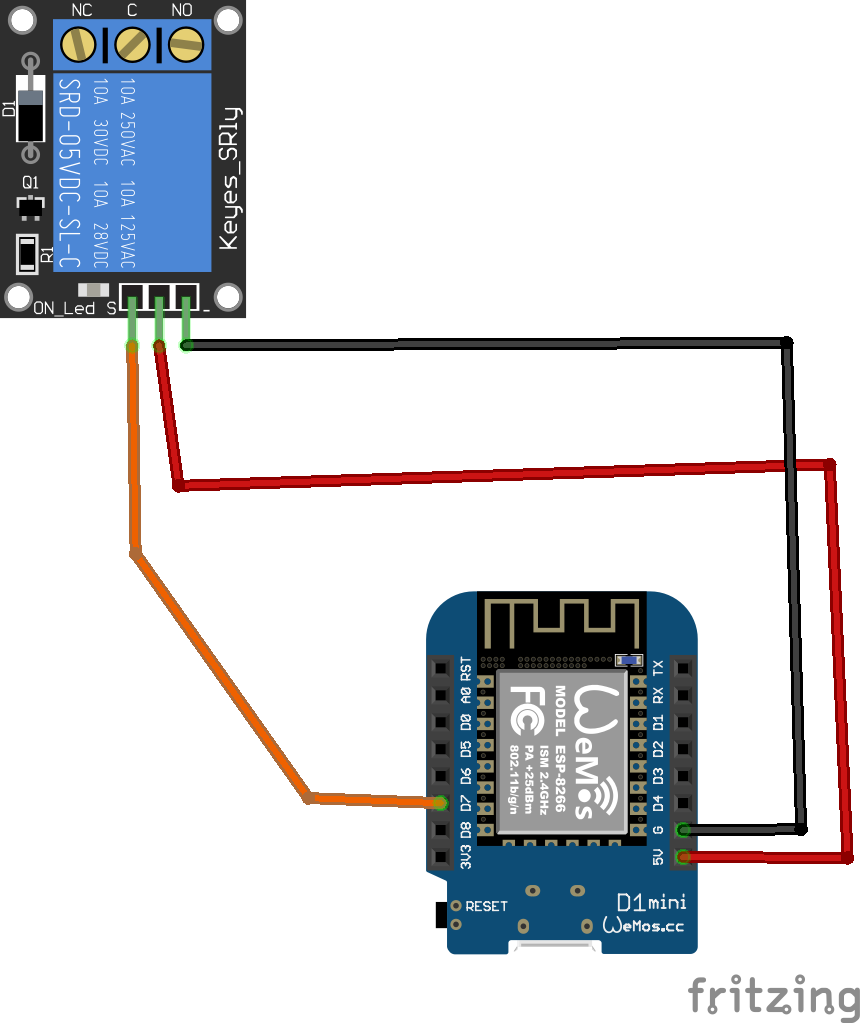 NC C NO
D1
Q1
R1
SRD-05VDC-SL-C
10A 30VDC 10A 28VDC
10A 250VAC 10A 125VAC
Keyes_SRly
ON_Led S -
RST
A0
D0
D5
D6
D7
D8
3V3
TX
RX
D1
D2
D3
D4
G
5V
WeMos
MODEL ESP-8266
ISM 2.4GHz
PA +25dBm
802.11b/g/n
FC
RESET
D1mini
WeMos.cc
fritzing